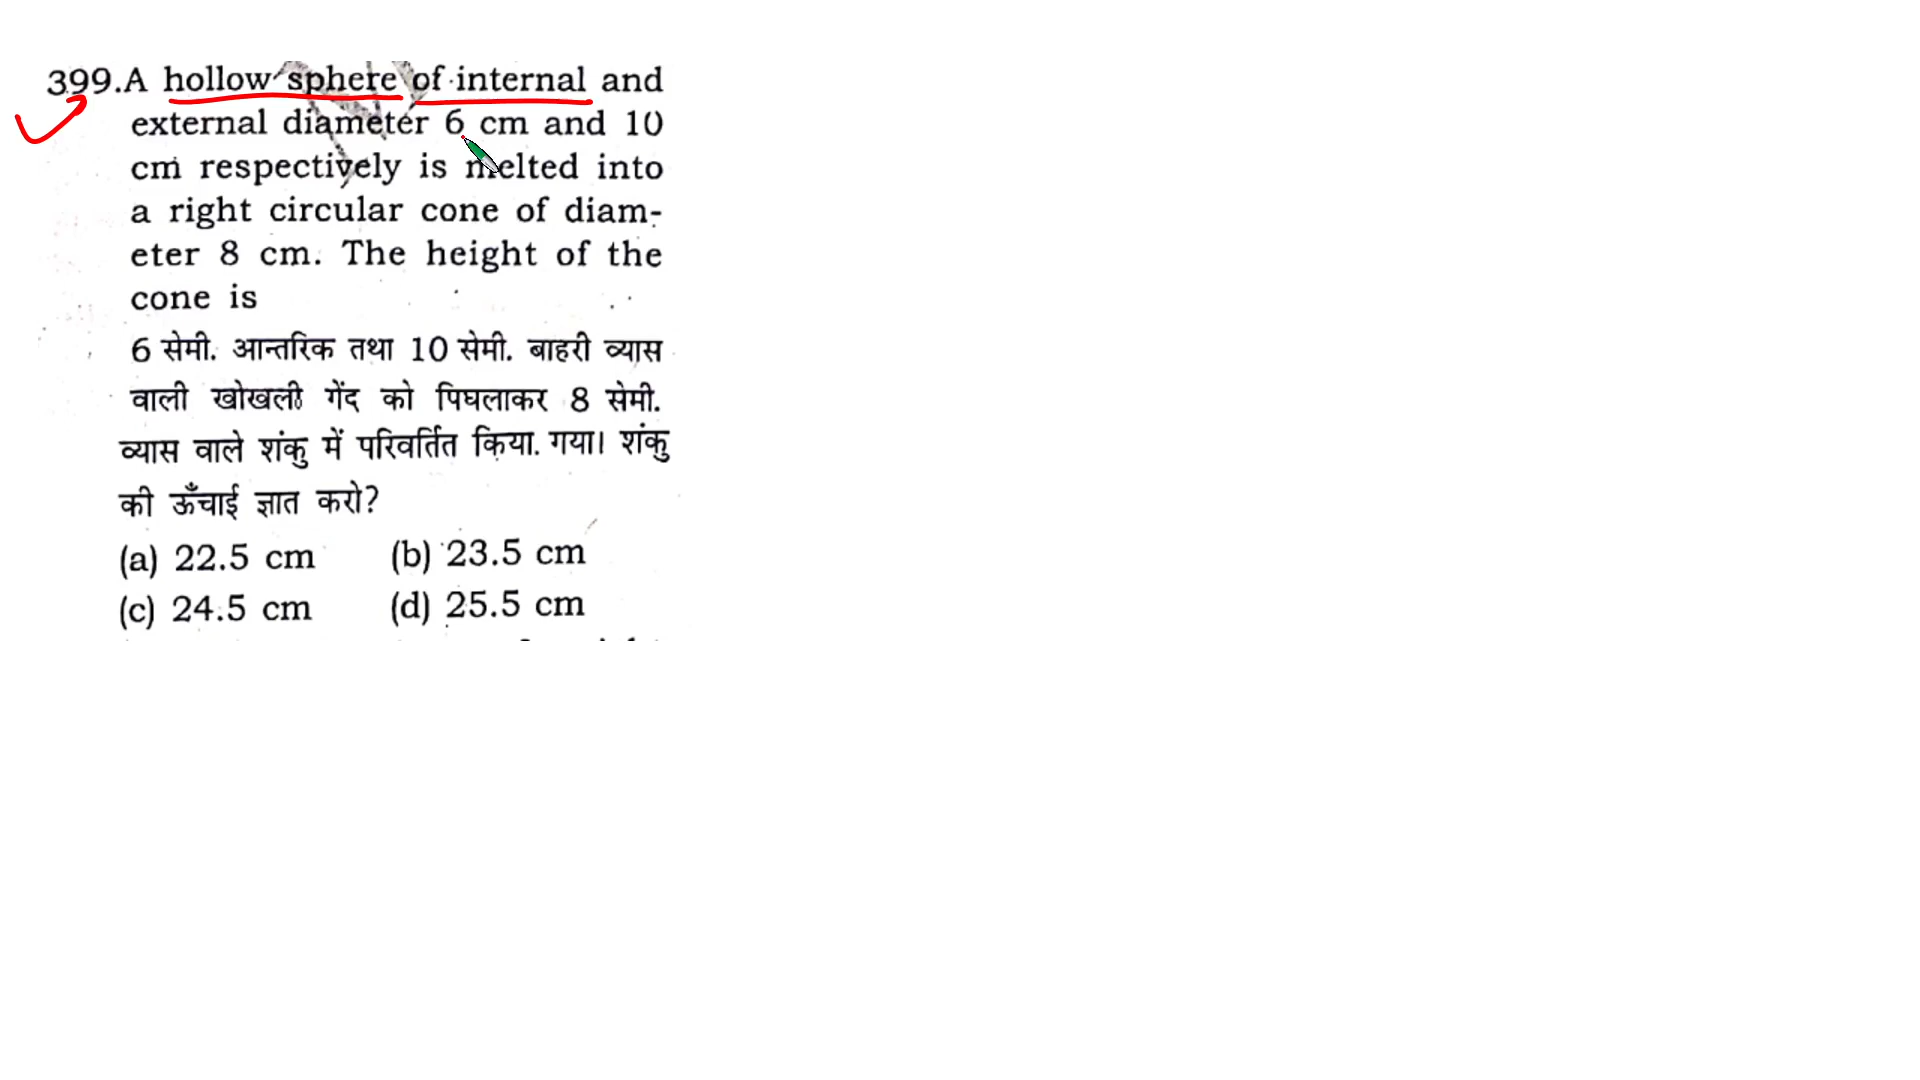 399.A hollow sphere of internal and
external diameter 6 cm and 10
cm respectively is melted into
a right circular cone of diam-
eter 8 cm. The height of the
cone is
6 सेमी. आन्तरिक तथा 10 सेमी. बाहरी व्यास
वाली खोखली गेंद को पिघलाकर 8 सेमी.
व्यास वाले शंकु में परिवर्तित किया गया। शंकु
की ऊँचाई ज्ञात करो?
(a) 22.5 cm (b) 23.5 cm
(c) 24.5 cm (d) 25.5 cm